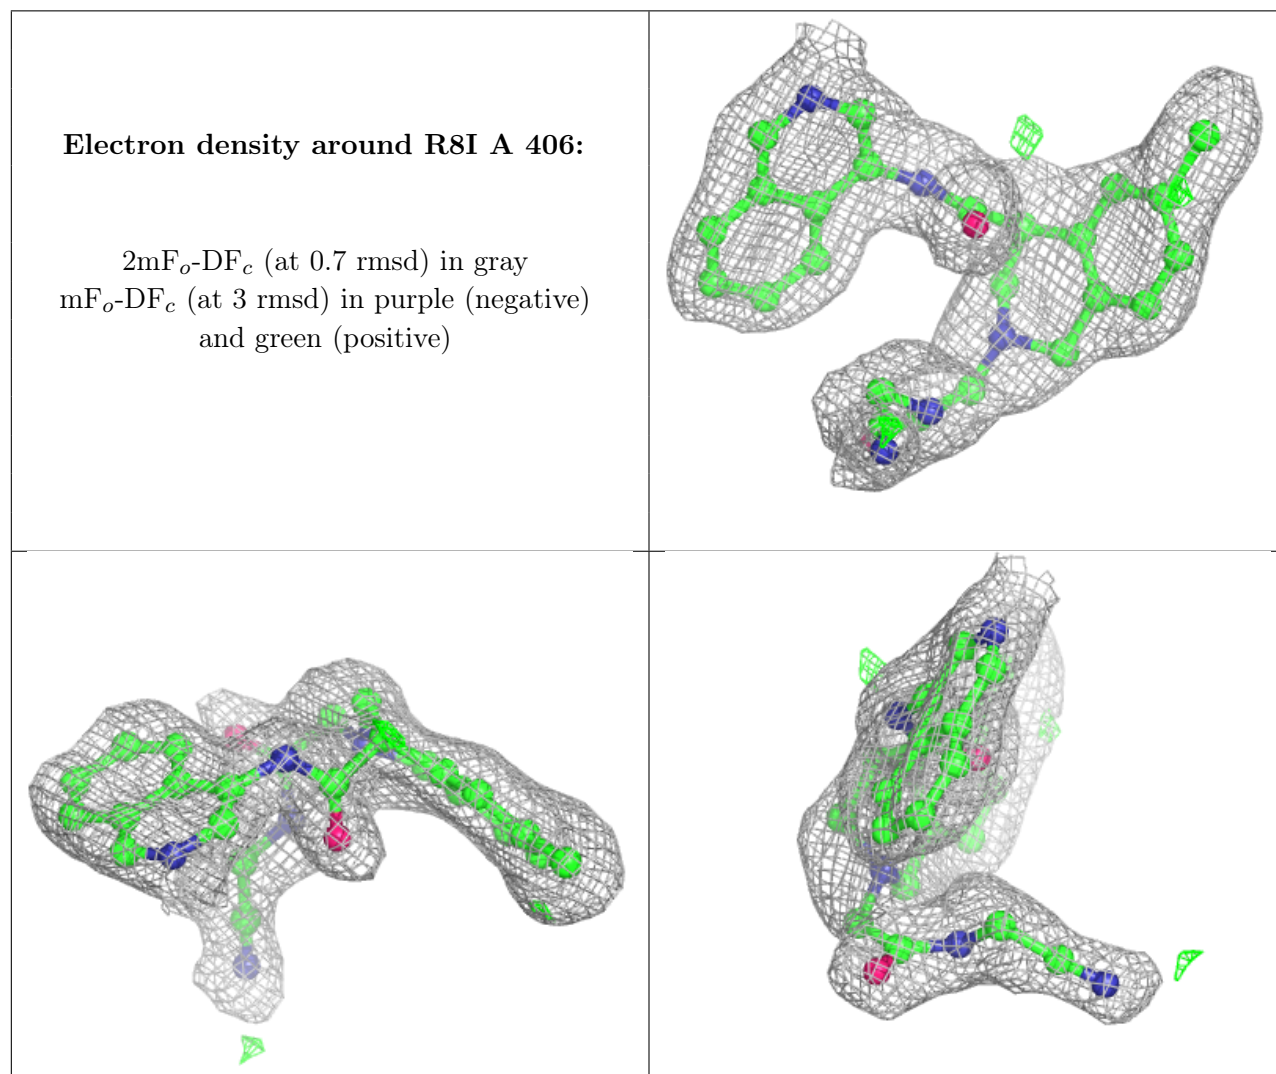 Electron density around R8I A 406:
2mFo-DFc (at 0.7 rmsd) in gray
mFo-DFc (at 3 rmsd) in purple (negative)
and green (positive)